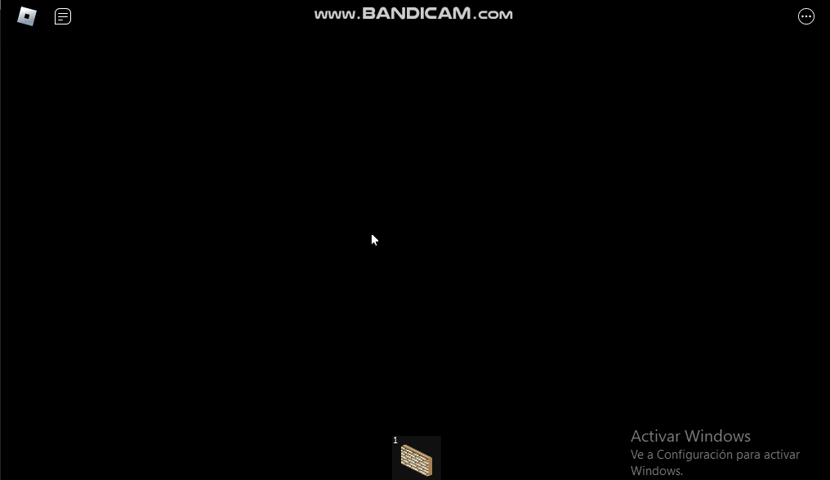 www.BANDICAM.com
1
Activar Windows
Ve a Configuración para activar
Windows.